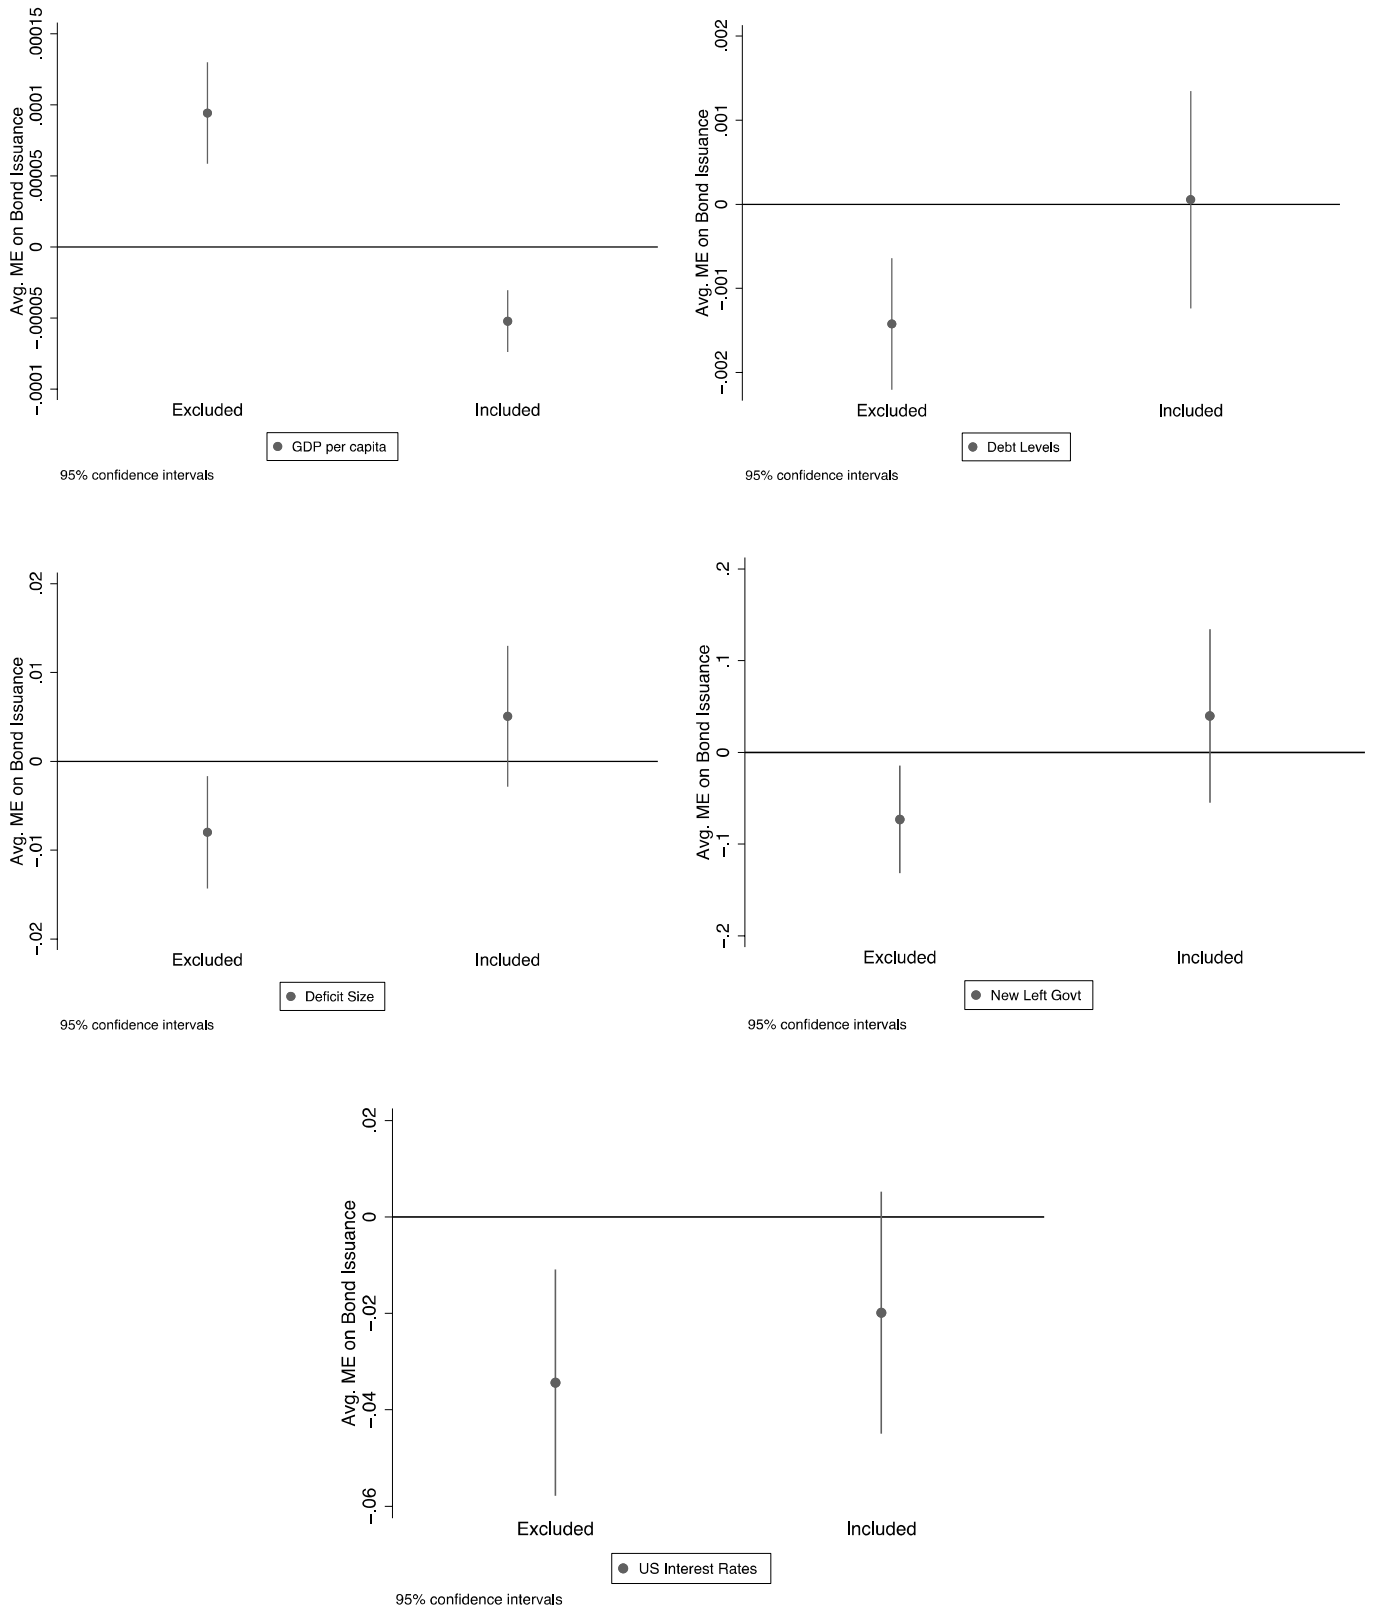 Avg. ME on Bond Issuance
.00015
.0001
.00005
0
−.00005
−.0001
Excluded
Included
GDP per capita
95% confidence intervals
Avg. ME on Bond Issuance
.002
.001
0
−.001
−.002
Excluded
Included
Debt Levels
95% confidence intervals
Avg. ME on Bond Issuance
.02
.01
0
−.01
−.02
Excluded
Included
Deficit Size
95% confidence intervals
Avg. ME on Bond Issuance
.2
.1
0
−.1
−.2
Excluded
Included
New Left Govt
95% confidence intervals
Avg. ME on Bond Issuance
.02
0
−.02
−.04
−.06
Excluded
Included
US Interest Rates
95% confidence intervals